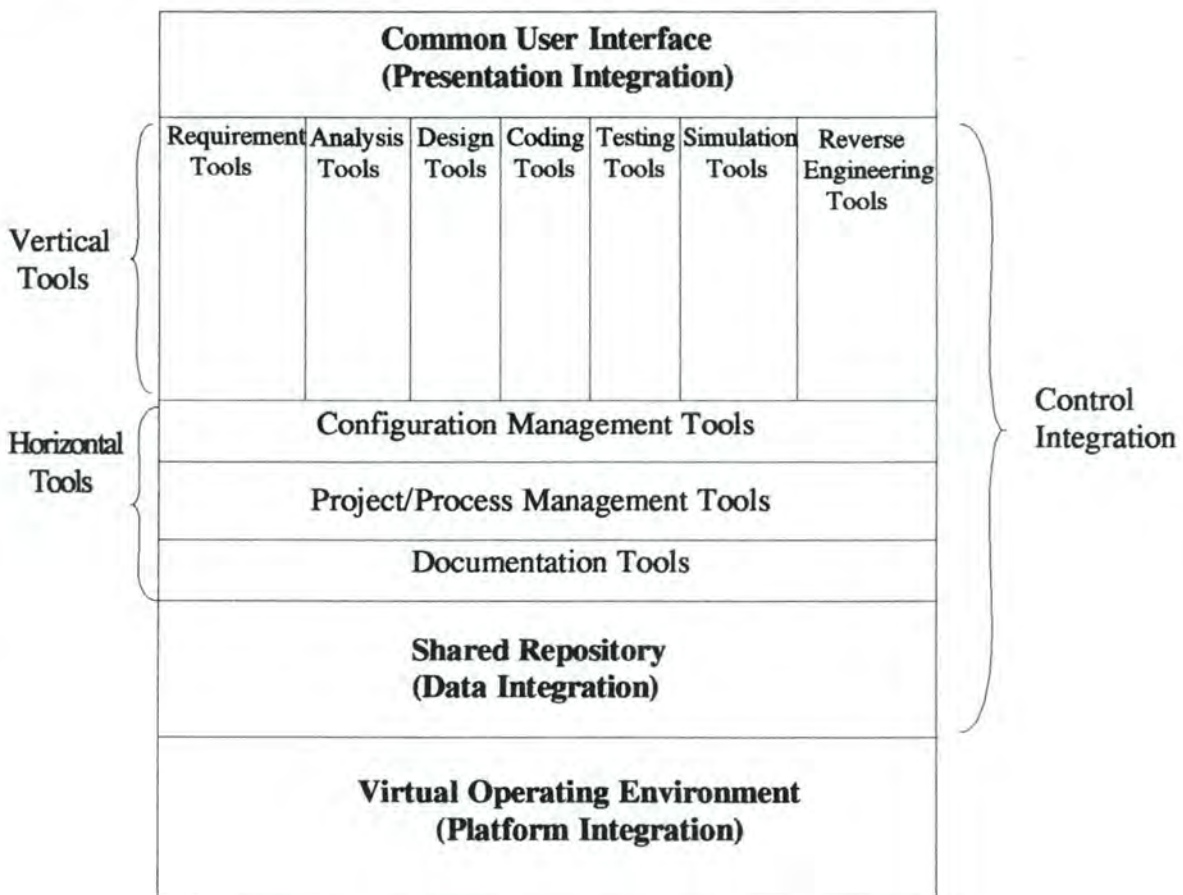 Common User Interface
(Presentation Integration)
Requirement
Tools
Analysis
Tools
Design
Tools
Coding
Tools
Testing
Tools
Simulation
Tools
Reverse
Engineering
Tools
Vertical
Tools
Configuration Management Tools
Project/Process Management Tools
Documentation Tools
Horizontal
Tools
Control
Integration
Shared Repository
(Data Integration)
Virtual Operating Environment
(Platform Integration)